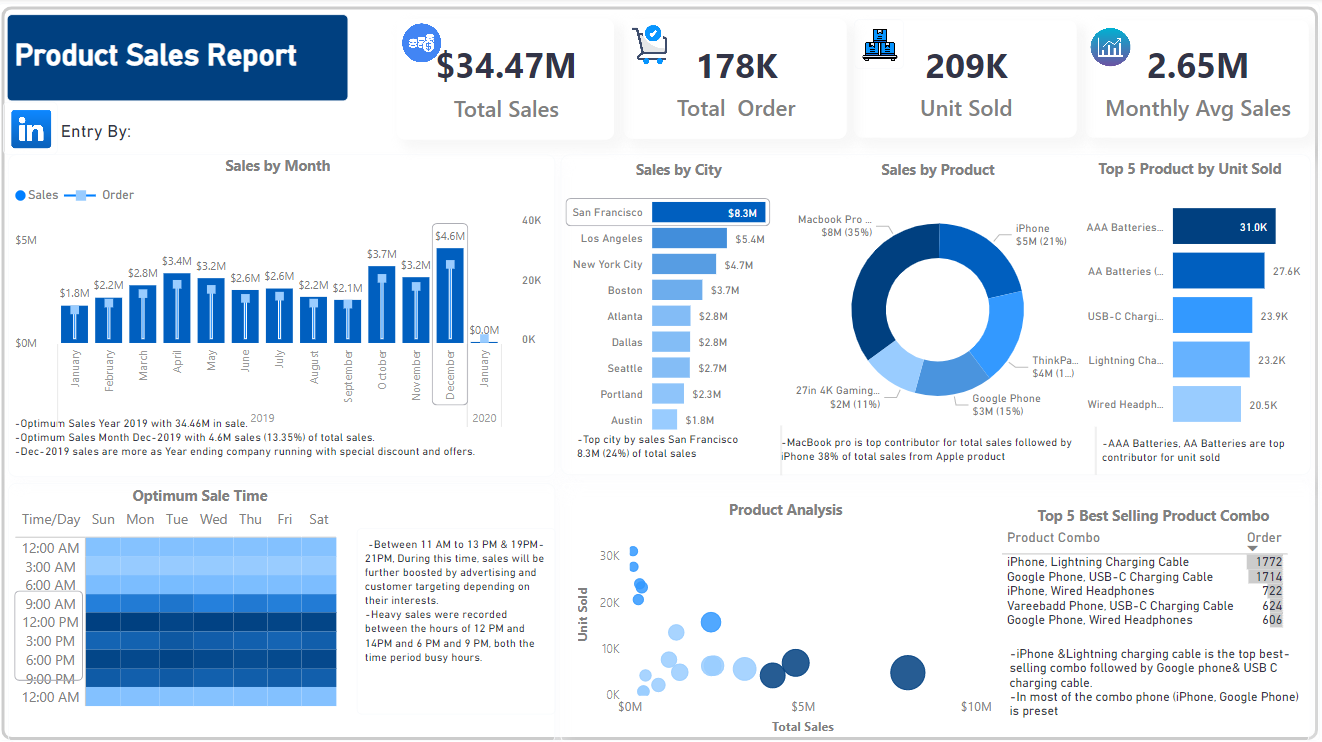 Product Sales Report
in Entry By:
$34.47M
Total Sales
178K
Total Order
209K
Unit Sold
2.65M
Monthly Avg Sales
Sales by Month
Sales Order
$5M
$0M
40K
20K
0K
$1.8M
$2.2M
$2.8M
$3.4M
$3.2M
$2.6M
$2.6M
$2.2M
$2.1M
$3.7M
$3.2M
$4.6M
$0.0M
January
February
March
April
May
June
July
August
September
October
November
December
January
2019
2020
-Optimum Sales Year 2019 with 34.46M in sale.
-Optimum Sales Month Dec-2019 with 4.6M sales (13.35%) of total sales.
-Dec-2019 sales are more as Year ending company running with special discount and offers.
Sales by City
San Francisco $8.3M
Los Angeles $5.4M
New York City $4.7M
Boston $3.7M
Atlanta $2.8M
Dallas $2.8M
Seattle $2.7M
Portland $2.3M
Austin $1.8M
-Top city by sales San Francisco
8.3M (24%) of total sales
Sales by Product
Macbook Pro ...
$8M (35%)
iPhone
$5M (21%)
ThinkPa...
$4M (1...)
Google Phone
$3M (15%)
27in 4K Gaming...
$2M (11%)
-MacBook pro is top contributor for total sales followed by
iPhone 38% of total sales from Apple product
Top 5 Product by Unit Sold
AAA Batteries... 31.0K
AA Batteries (... 27.6K
USB-C Chargi... 23.9K
Lightning Cha... 23.2K
Wired Headph... 20.5K
-AAA Batteries, AA Batteries are top
contributor for unit sold
Optimum Sale Time
Time/Day Sun Mon Tue Wed Thu Fri Sat
12:00 AM
3:00 AM
6:00 AM
9:00 AM
12:00 PM
3:00 PM
6:00 PM
9:00 PM
12:00 AM
-Between 11 AM to 13 PM & 19PM-
21PM, During this time, sales will be
further boosted by advertising and
customer targeting depending on
their interests.
-Heavy sales were recorded
between the hours of 12 PM and
14PM and 6 PM and 9 PM, both the
time period busy hours.
Product Analysis
Unit Sold
30K
20K
10K
0K
$0M
$5M
$10M
Total Sales
Top 5 Best Selling Product Combo
Product Combo Order
iPhone, Lightning Charging Cable 1772
Google Phone, USB-C Charging Cable 1714
iPhone, Wired Headphones 722
Vareebadd Phone, USB-C Charging Cable 624
Google Phone, Wired Headphones 606
-iPhone &Lightning charging cable is the top best-
selling combo followed by Google phone& USB C
charging cable.
-In most of the combo phone (iPhone, Google Phone)
is preset